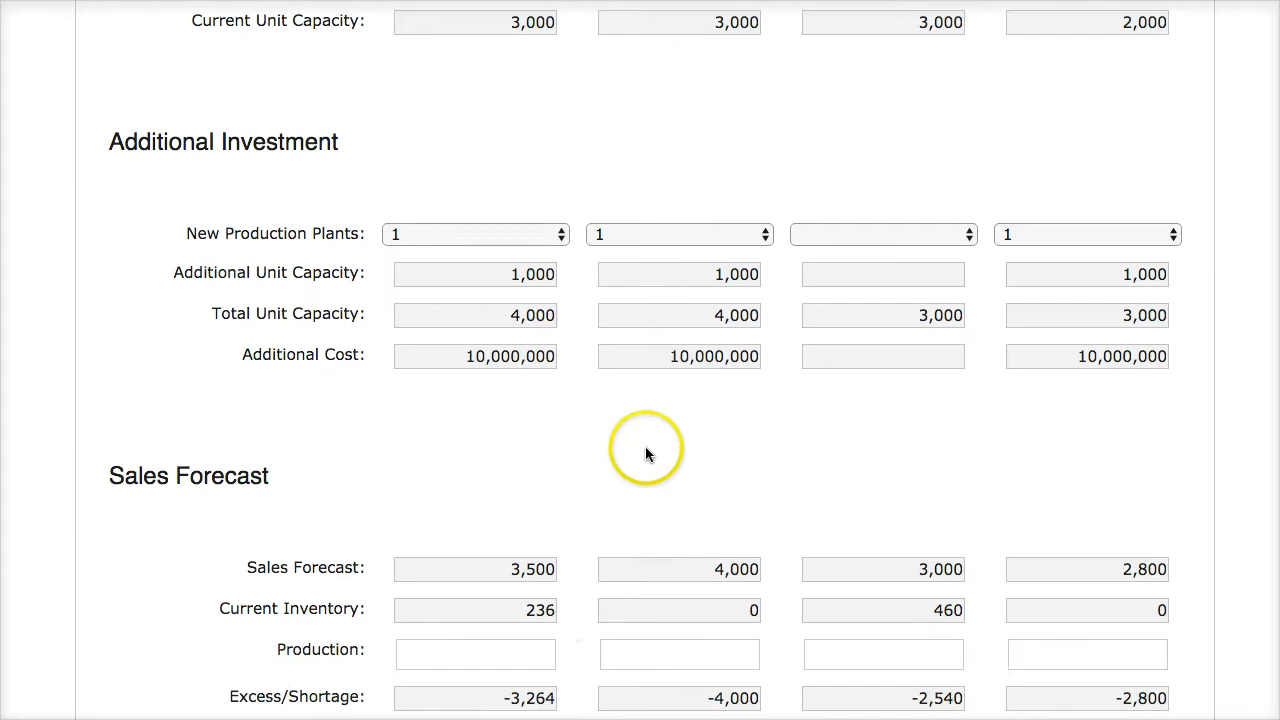 Current Unit Capacity: 3,000 3,000 3,000 2,000
Additional Investment
New Production Plants: 1 1 1
Additional Unit Capacity: 1,000 1,000 1,000
Total Unit Capacity: 4,000 4,000 3,000 3,000
Additional Cost: 10,000,000 10,000,000 10,000,000
Sales Forecast
Sales Forecast: 3,500 4,000 3,000 2,800
Current Inventory: 236 0 460 0
Production:
Excess/Shortage: -3,264 -4,000 -2,540 -2,800